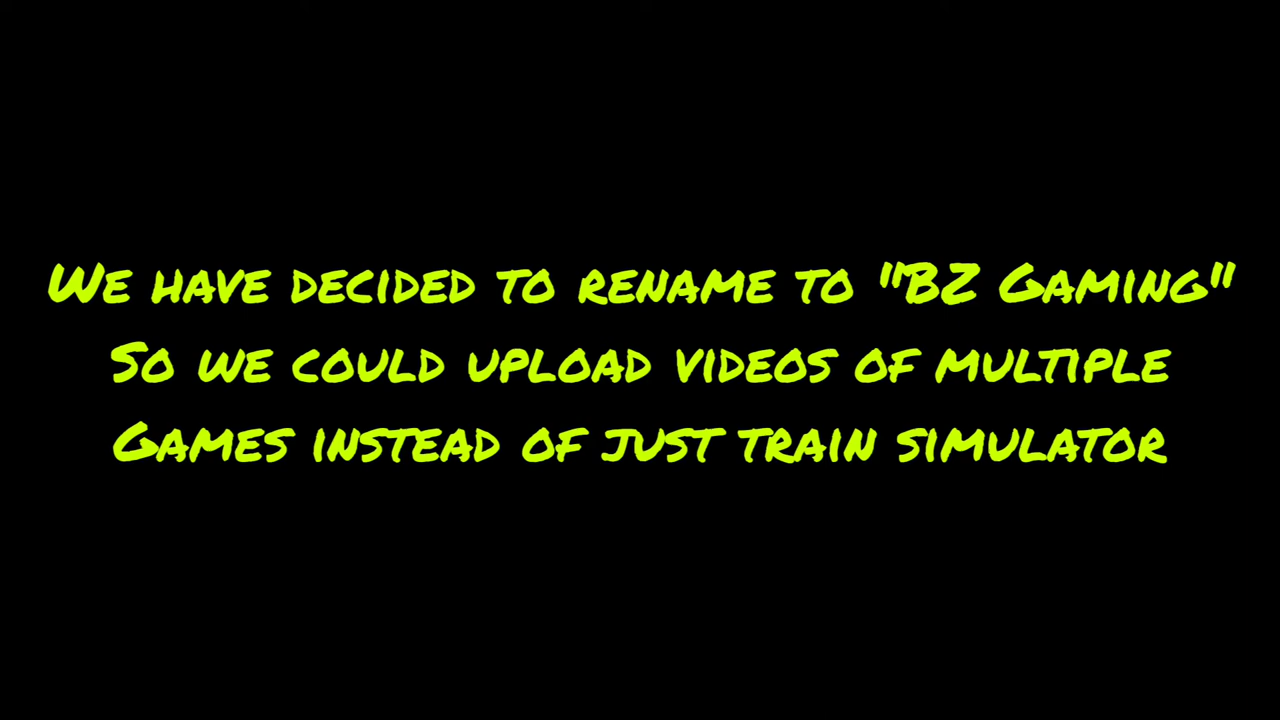 We have decided to rename to "BZ Gaming"
So we could upload videos of multiple
Games instead of just train simulator